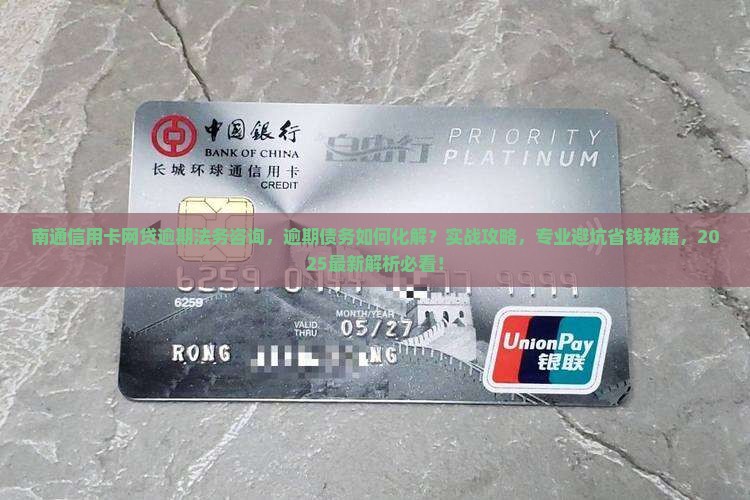 中国银行
BANK OF CHINA
长城环球通信用卡
CREDIT
自由行
PRIORITY
PLATINUM
南通信用卡网贷逾期法务咨询，逾期债务如何化解？实战攻略，专业避坑省钱秘籍，20
25最新解析必看！
6259
MONTH/YEAR
VALID
THRU
05/27
RONG
UnionPay
银联